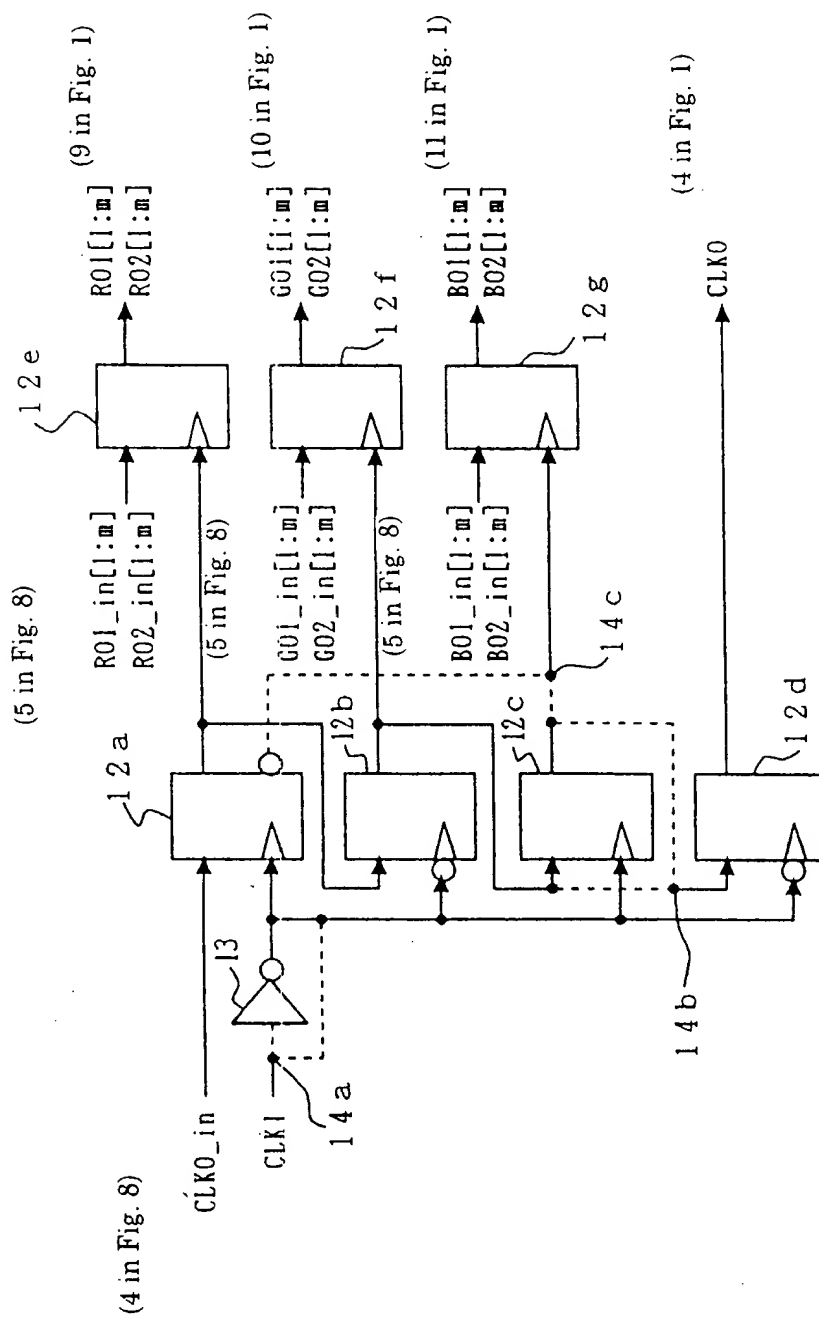 (5 in Fig. 8)
12e
RO1[1:m]
RO2[1:m]
(9 in Fig. 1)
RO1_in[1:m]
RO2_in[1:m]
12a
(5 in Fig. 8)
(4 in Fig. 8)
CLKO_in
13
CLKI
14a
GO1[i:m]
GO2[1:m]
(10 in Fig. 1)
GO1_in[1:m]
GO2_in[1:m]
12f
12b
(5 in Fig. 8)
BO1[1:m]
BO2[1:m]
(11 in Fig. 1)
BO1_in[1:m]
BO2_in[1:m]
12g
12c
14c
14b
12d
CLKO
(4 in Fig. 1)